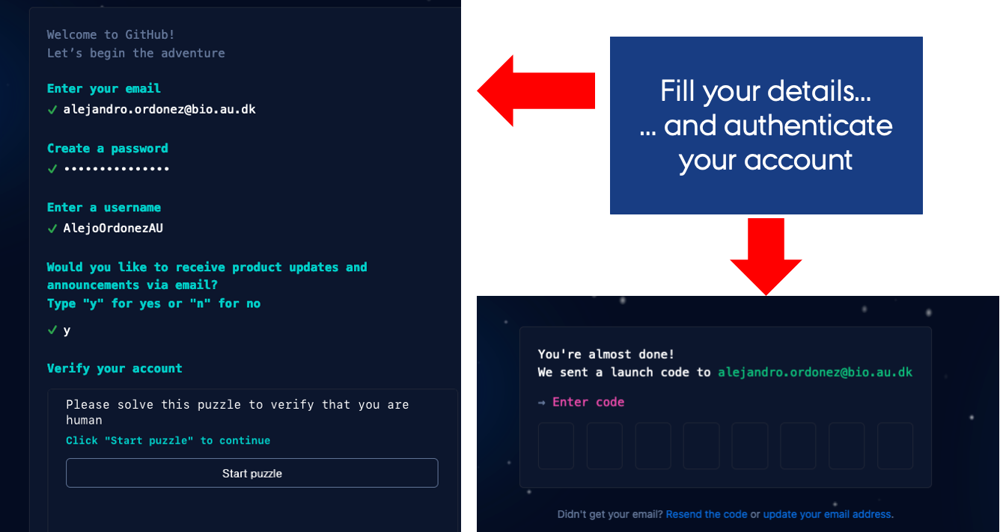 Welcome to GitHub!
Let’s begin the adventure
Enter your email
✓ alejandro.ordonez@bio.au.dk
Create a password
✓ •••••••••••••••
Enter a username
✓ AlejoOrdonezAU
Would you like to receive product updates and
announcements via email?
Type "y" for yes or "n" for no
✓ y
Verify your account
Please solve this puzzle to verify that you are
human
Click "Start puzzle" to continue
Start puzzle
Fill your details...
... and authenticate
your account
You're almost done!
We sent a launch code to alejandro.ordonez@bio.au.dk
→ Enter code
Didn't get your email? Resend the code or update your email address.